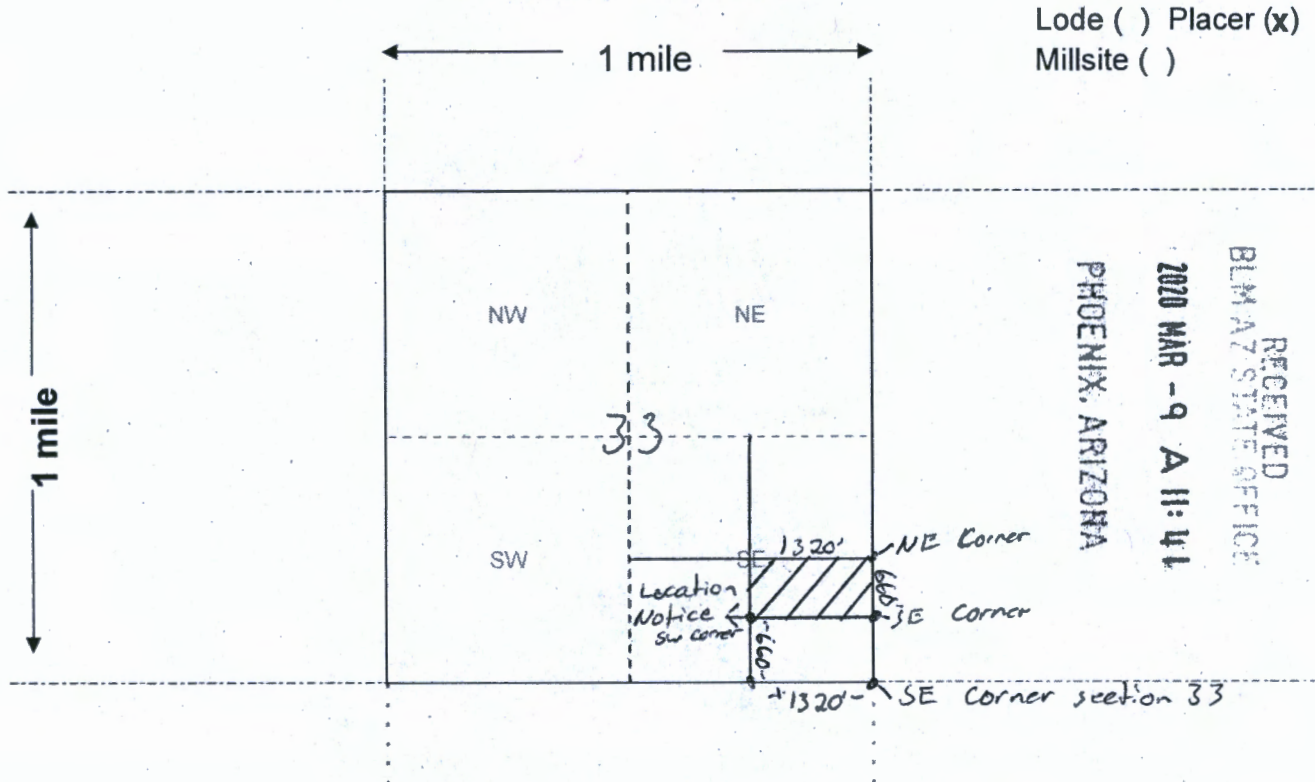 Lode ( ) Placer (x)
Millsite ( )
1 mile
1 mile
NW
NE
33
SW
SE
1320'
NE Corner
660'
SE Corner
Location
Notice
SW corner
660
1320'
SE Corner section 33
RECEIVED
BLM AZ STATE OFFICE
2020 MAR -9 A 11:41
PHOENIX, ARIZONA